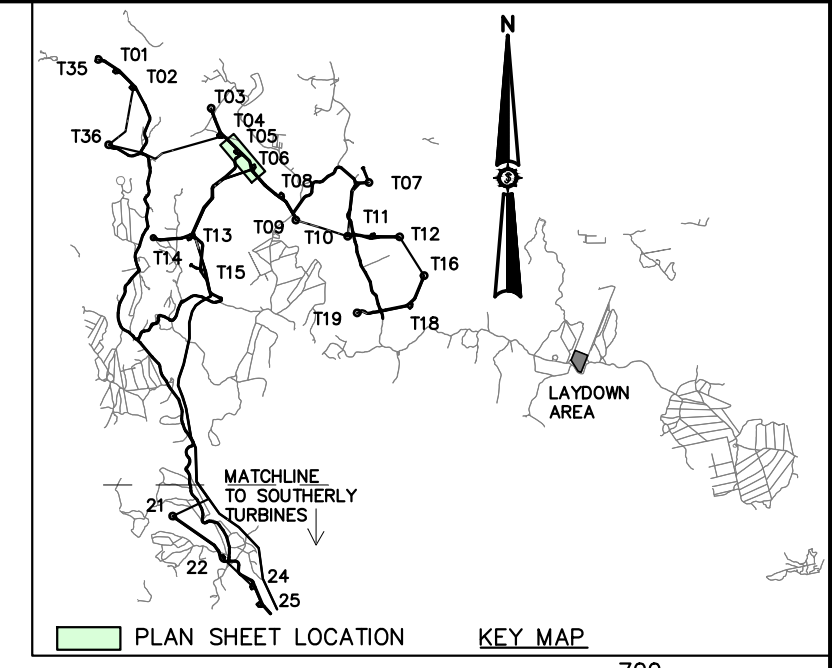 N
T01
T35
T02
T03
T04
T36
T05
T06
T08
T07
T09
T10
T11
T12
T13
T14
T15
T16
T19
T18
LAYDOWN
AREA
MATCHLINE
TO SOUTHERLY
TURBINES
21
22
24
25
PLAN SHEET LOCATION
KEY MAP